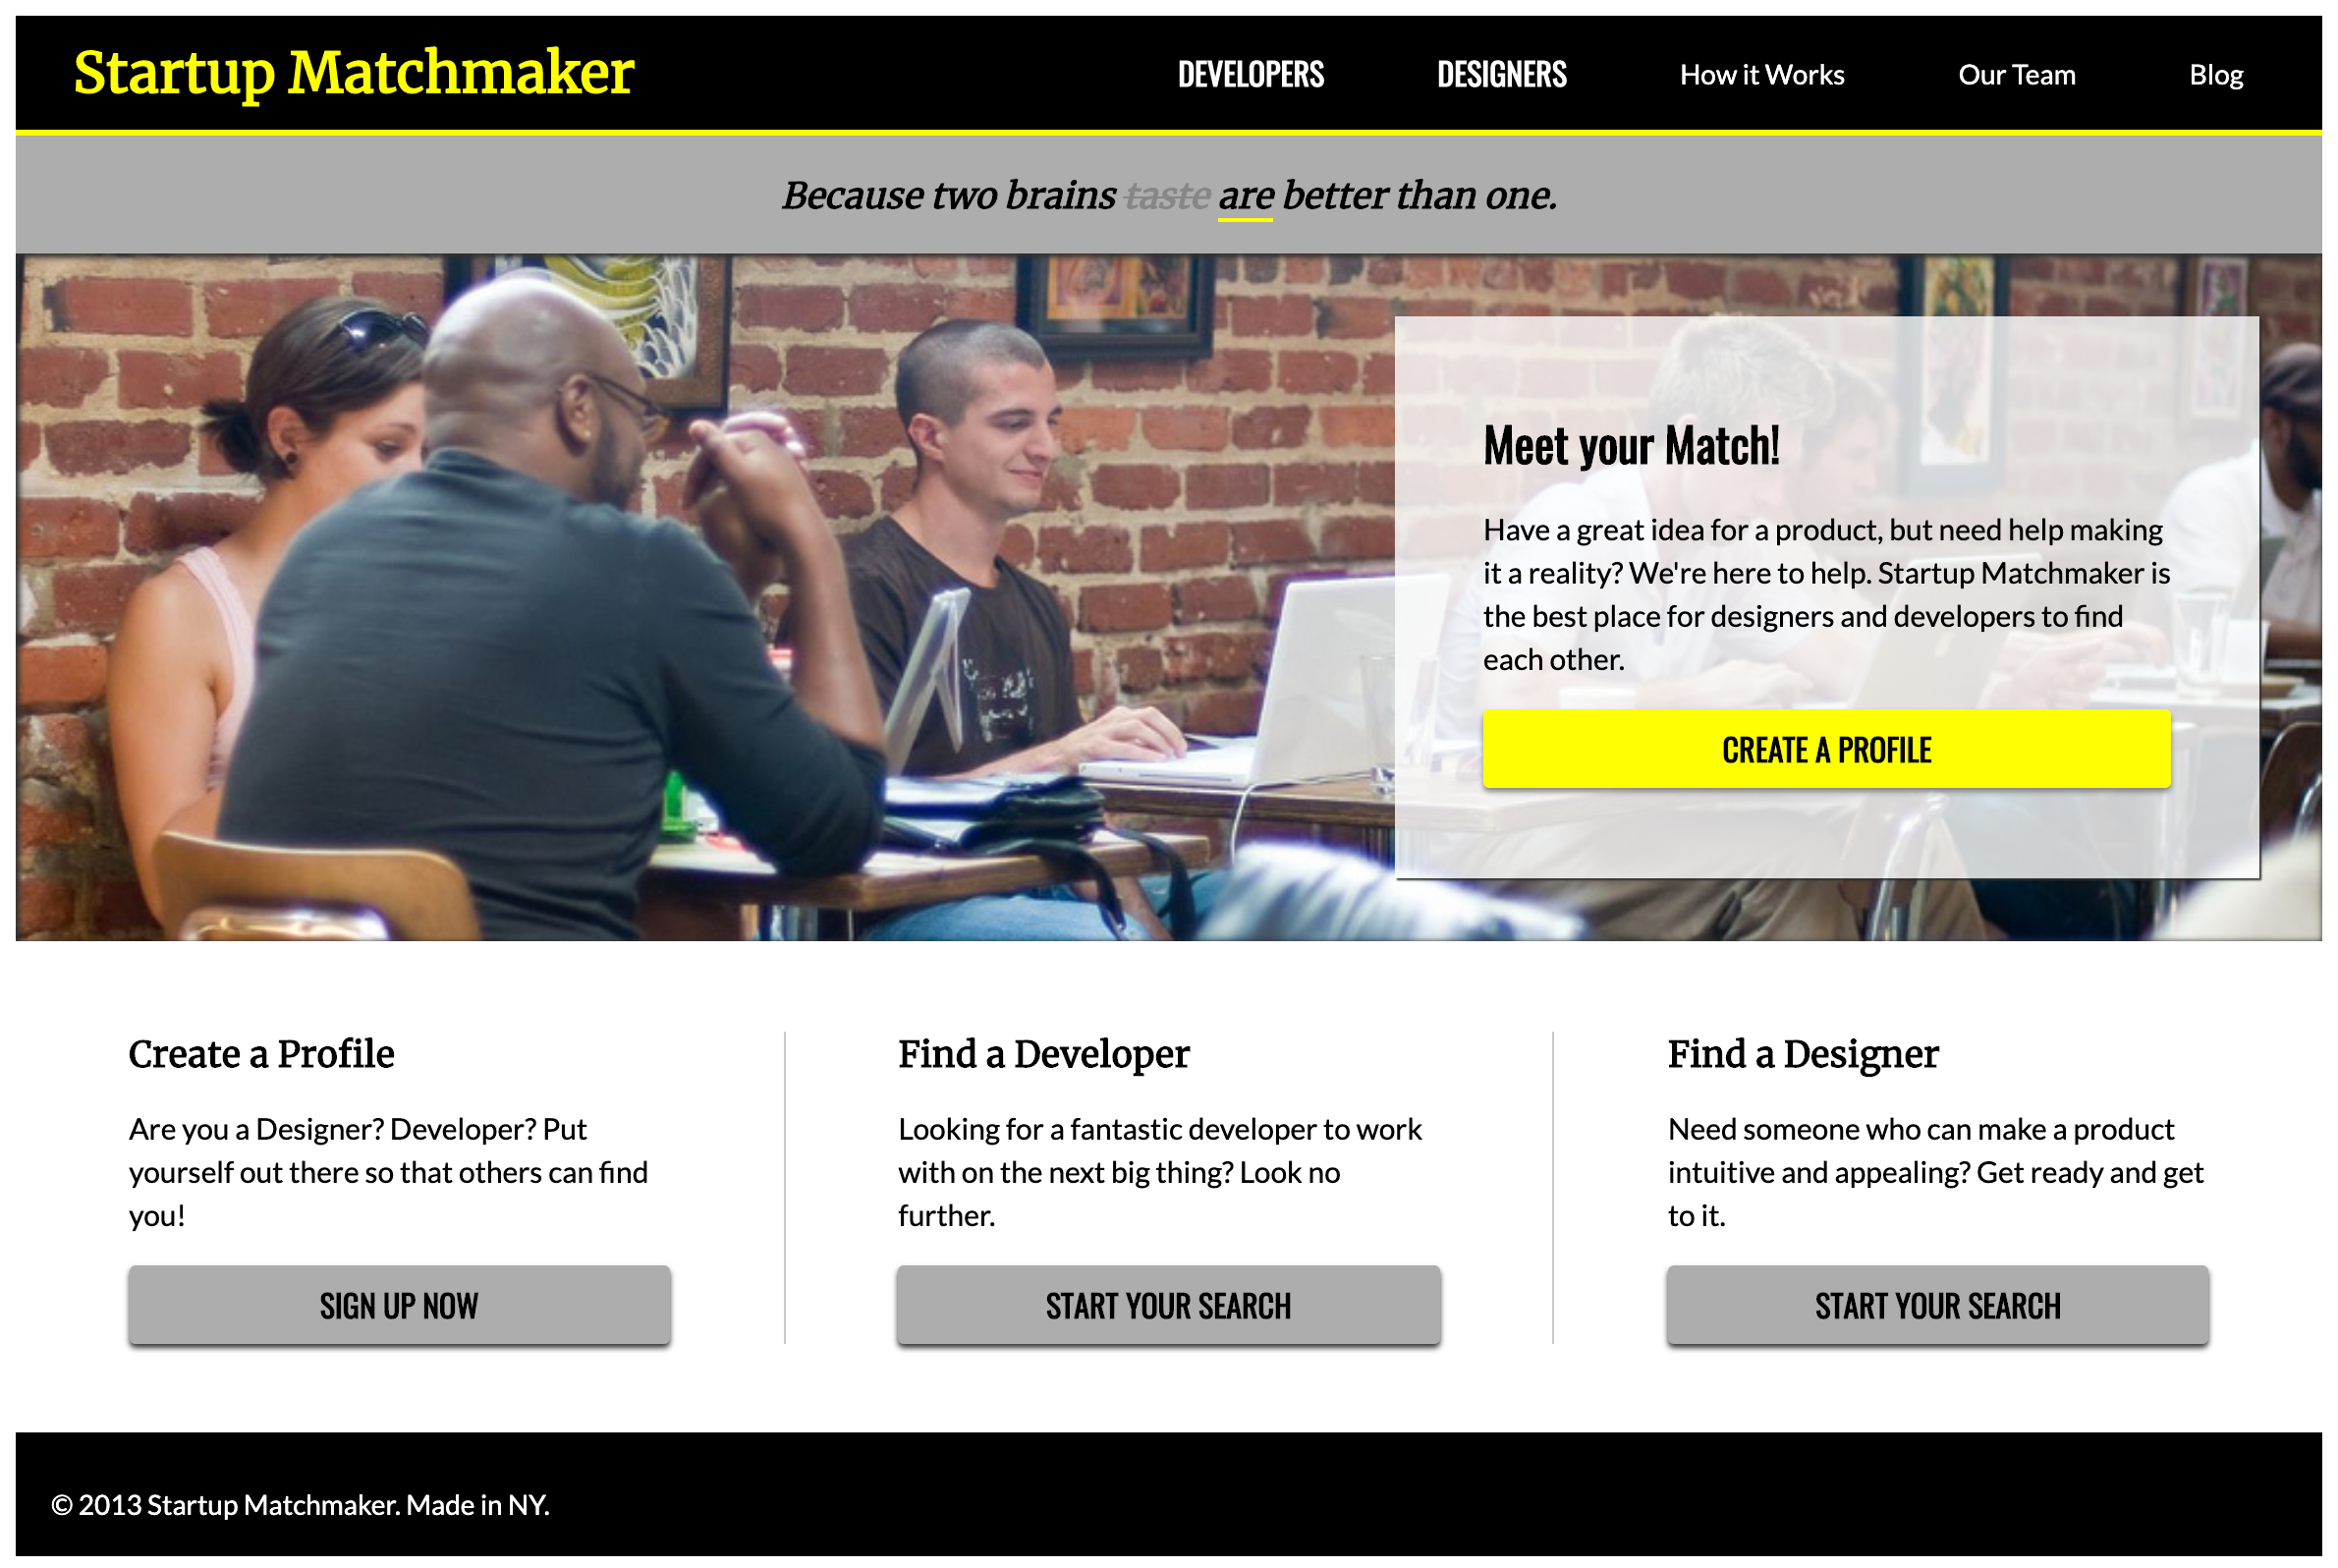 Startup Matchmaker
DEVELOPERS
DESIGNERS
How it Works
Our Team
Blog
Because two brains taste are better than one.
Meet your Match!
Have a great idea for a product, but need help making
it a reality? We're here to help. Startup Matchmaker is
the best place for designers and developers to find
each other.
CREATE A PROFILE
Create a Profile
Are you a Designer? Developer? Put
yourself out there so that others can find
you!
SIGN UP NOW
Find a Developer
Looking for a fantastic developer to work
with on the next big thing? Look no
further.
START YOUR SEARCH
Find a Designer
Need someone who can make a product
intuitive and appealing? Get ready and get
to it.
START YOUR SEARCH
© 2013 Startup Matchmaker. Made in NY.